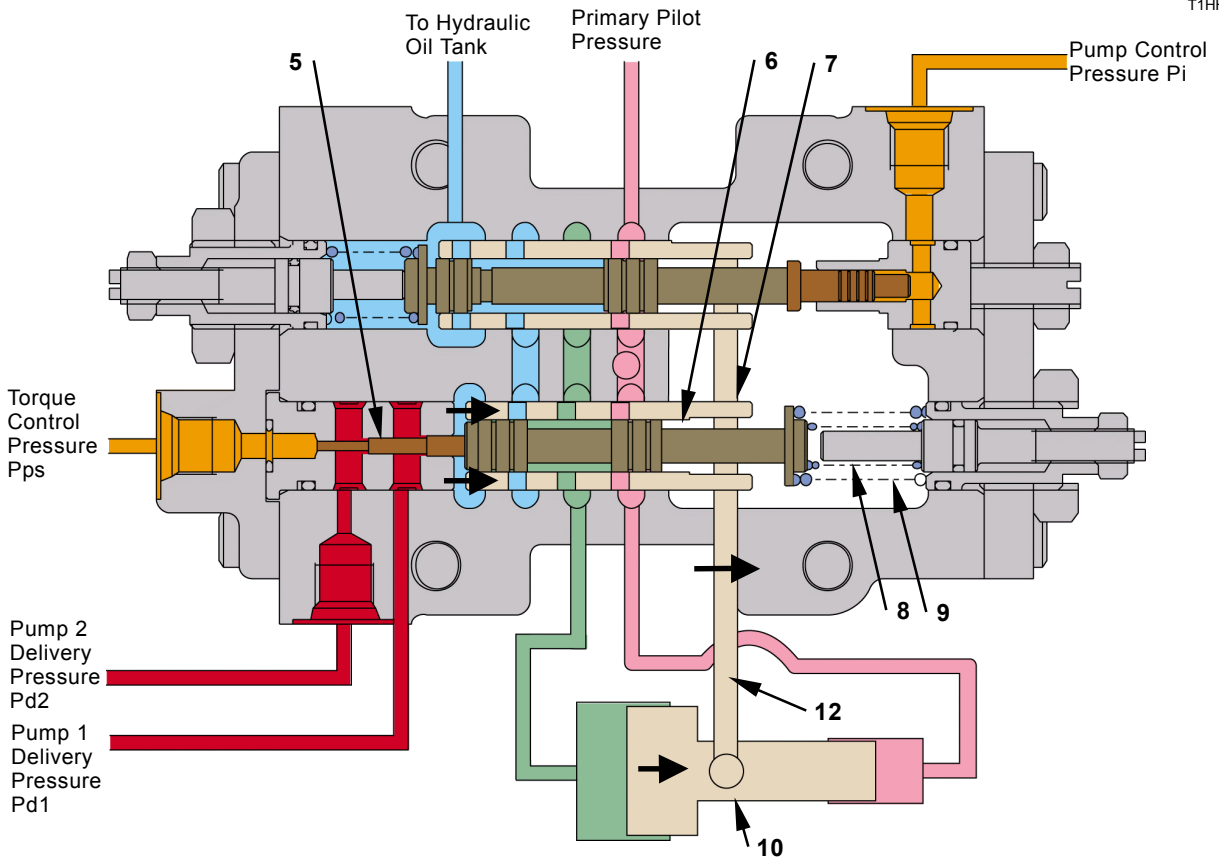 T1HH
To Hydraulic
Oil Tank
Primary Pilot
Pressure
5
6
7
Pump Control
Pressure Pi
Torque
Control
Pressure
Pps
8
9
Pump 2
Delivery
Pressure
Pd2
12
Pump 1
Delivery
Pressure
Pd1
10